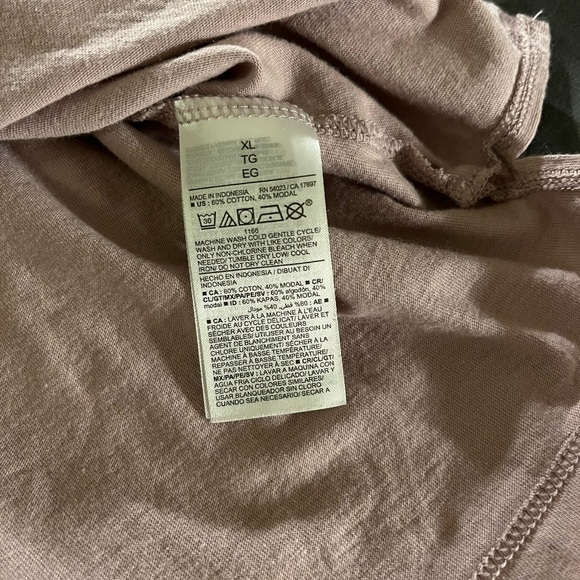 XL
TG
EG
MADE IN INDONESIA RN 54023 / CA 17897
■ US : 60% COTTON, 40% MODAL
30
1166
MACHINE WASH COLD GENTLE CYCLE/
WASH AND DRY WITH LIKE COLORS/
ONLY NON-CHLORINE BLEACH WHEN
NEEDED/ TUMBLE DRY LOW/ COOL
IRON/ DO NOT DRY CLEAN
HECHO EN INDONESIA / DIBUAT DI
INDONESIA
■ CA : 60% COTON, 40% MODAL ■ CR/
CL/GT/MX/PA/PE/SV : 60% algodón, 40%
modal ■ ID : 60% KAPAS, 40% MODAL
60% قطن 40% مودال
■ CA : LAVER À LA MACHINE À L'EAU
FROIDE AU CYCLE DÉLICAT/ LAVER ET
SÉCHER AVEC DES COULEURS
SEMBLABLES/ UTILISER AU BESOIN UN
AGENT DE BLANCHIMENT SANS
CHLORE UNIQUEMENT/ SÉCHER À LA
MACHINE À BASSE TEMPÉRATURE/
REPASSER À BASSE TEMPÉRATURE/
NE PAS NETTOYER À SEC ■ CR/CL/GT/
MX/PA/PE/SV : LAVAR A MAQUINA CON
AGUA FRIA CICLO DELICADO/ LAVAR Y
SECAR CON COLORES SIMILARES/
USAR BLANQUEADOR SIN CLORO
CUANDO SEA NECESARIO/ SECAR